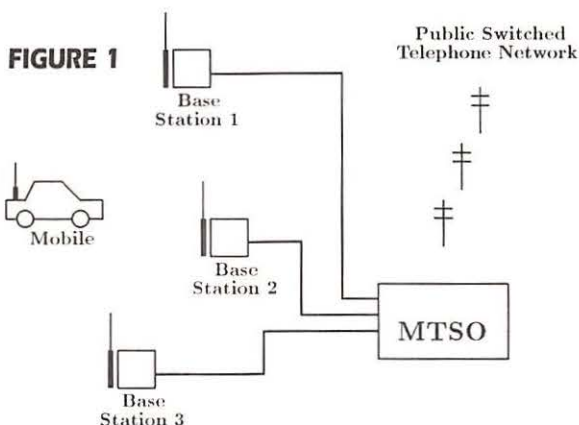 FIGURE 1
Public Switched
Telephone Network
Base
Station 1
Mobile
Base
Station 2
MTSO
Base
Station 3